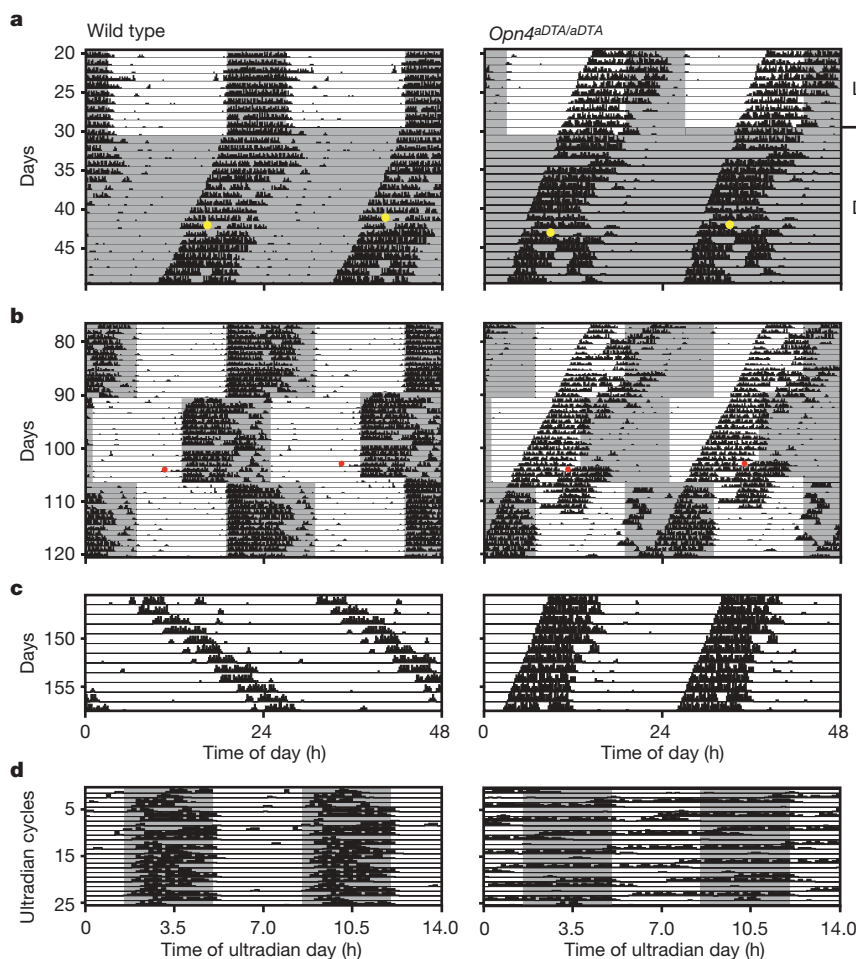 a
Wild type
Opn4aDTA/aDTA
20
25
30
35
40
45
Days
L
D
b
80
90
100
110
120
Days
c
150
155
Days
0
24
48
Time of day (h)
0
24
48
Time of day (h)
d
5
15
25
Ultradian cycles
0
3.5
7.0
10.5
14.0
Time of ultradian day (h)
0
3.5
7.0
10.5
14.0
Time of ultradian day (h)